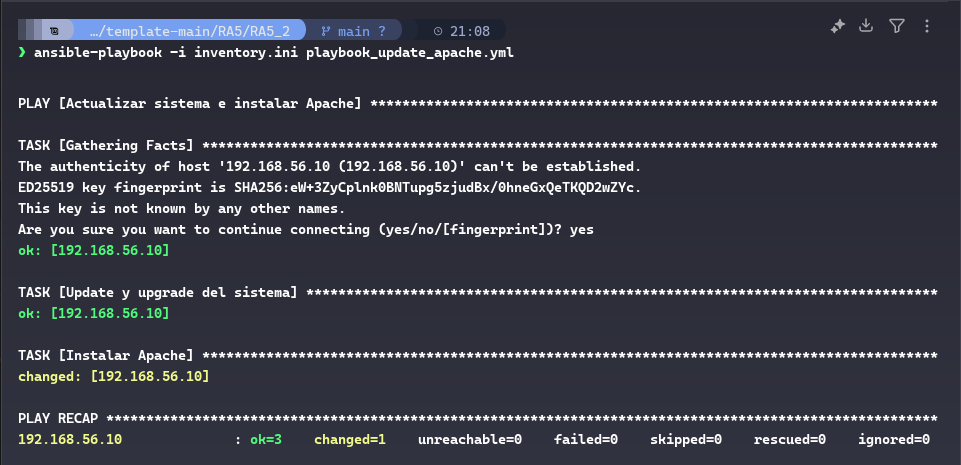 …/template-main/RA5/RA5_2 main ? 21:08
❯ ansible-playbook -i inventory.ini playbook_update_apache.yml
PLAY [Actualizar sistema e instalar Apache] ***********************************************************************
TASK [Gathering Facts] ********************************************************************************************
The authenticity of host '192.168.56.10 (192.168.56.10)' can't be established.
ED25519 key fingerprint is SHA256:eW+3ZyCplnk0BNTupg5zjudBx/0hneGxQeTKQD2wZYc.
This key is not known by any other names.
Are you sure you want to continue connecting (yes/no/[fingerprint])? yes
ok: [192.168.56.10]
TASK [Update y upgrade del sistema] *******************************************************************************
ok: [192.168.56.10]
TASK [Instalar Apache] ********************************************************************************************
changed: [192.168.56.10]
PLAY RECAP ********************************************************************************************************
192.168.56.10 : ok=3 changed=1 unreachable=0 failed=0 skipped=0 rescued=0 ignored=0